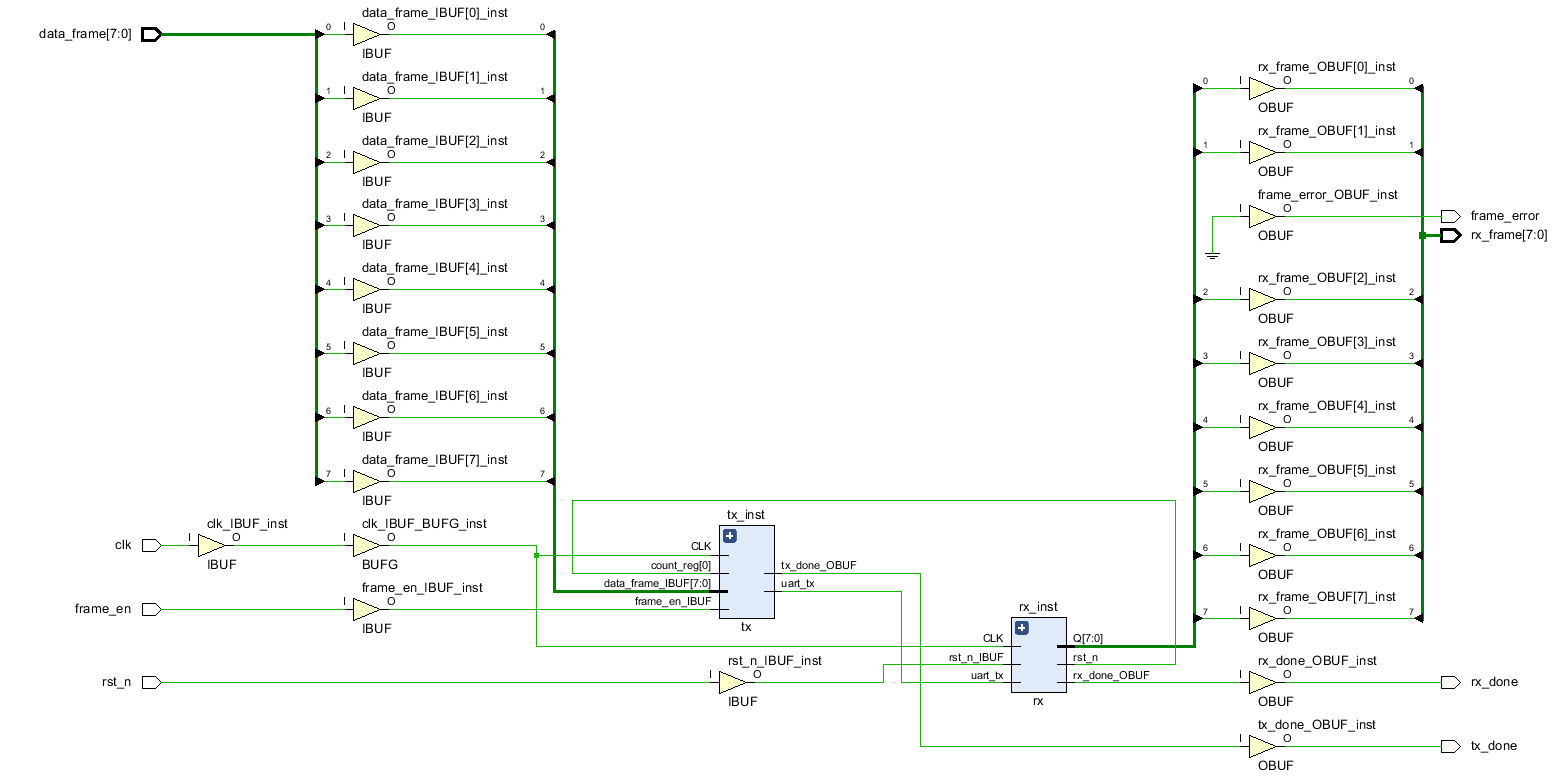 data_frame[7:0]
data_frame_IBUF[0]_inst
0 I O 0
IBUF
data_frame_IBUF[1]_inst
1 I O 1
IBUF
data_frame_IBUF[2]_inst
2 I O 2
IBUF
data_frame_IBUF[3]_inst
3 I O 3
IBUF
data_frame_IBUF[4]_inst
4 I O 4
IBUF
data_frame_IBUF[5]_inst
5 I O 5
IBUF
data_frame_IBUF[6]_inst
6 I O 6
IBUF
data_frame_IBUF[7]_inst
7 I O 7
IBUF
clk
clk_IBUF_inst
I O
IBUF
clk_IBUF_BUFG_inst
I O
BUFG
frame_en
frame_en_IBUF_inst
I O
IBUF
rst_n
rst_n_IBUF_inst
I O
IBUF
tx_inst
CLK
count_reg[0]
data_frame_IBUF[7:0]
frame_en_IBUF
tx_done_OBUF
uart_tx
tx
rx_inst
CLK
rst_n_IBUF
uart_tx
Q[7:0]
rst_n
rx_done_OBUF
rx
rx_frame_OBUF[0]_inst
0 I O 0
OBUF
rx_frame_OBUF[1]_inst
1 I O 1
OBUF
frame_error_OBUF_inst
I O
OBUF
frame_error
rx_frame[7:0]
rx_frame_OBUF[2]_inst
2 I O 2
OBUF
rx_frame_OBUF[3]_inst
3 I O 3
OBUF
rx_frame_OBUF[4]_inst
4 I O 4
OBUF
rx_frame_OBUF[5]_inst
5 I O 5
OBUF
rx_frame_OBUF[6]_inst
6 I O 6
OBUF
rx_frame_OBUF[7]_inst
7 I O 7
OBUF
rx_done_OBUF_inst
I O
OBUF
rx_done
tx_done_OBUF_inst
I O
OBUF
tx_done